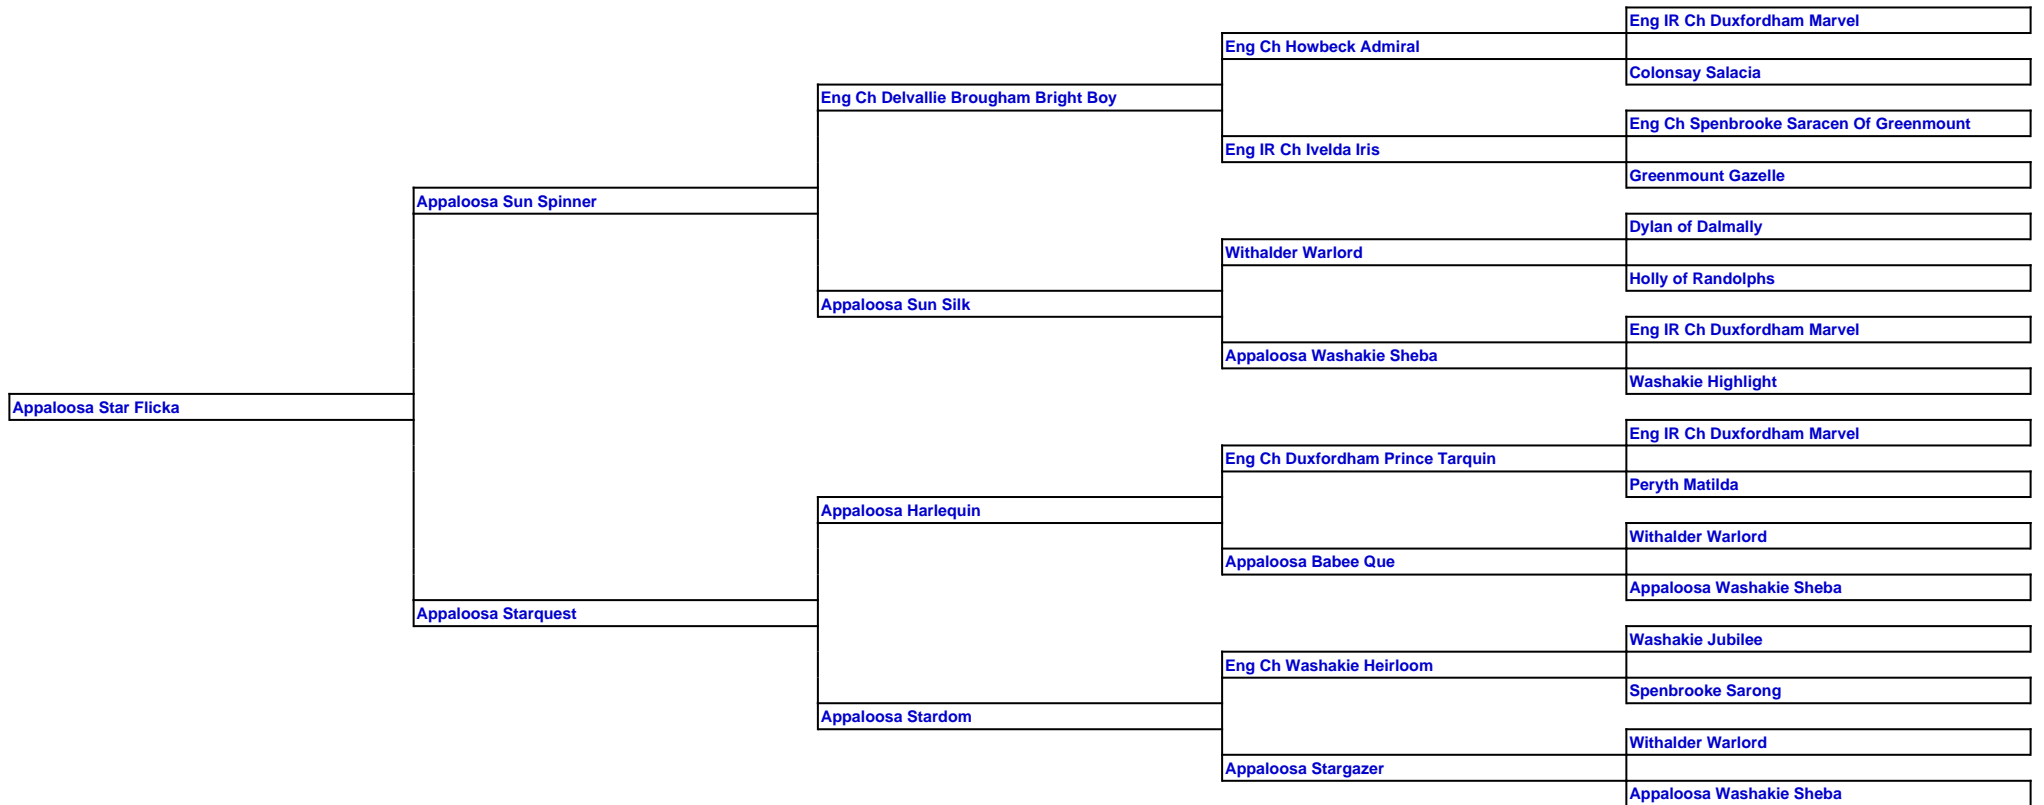 Eng IR Ch Duxfordham Marvel
Eng Ch Howbeck Admiral
Colonsay Salacia
Eng Ch Delvallie Brougham Bright Boy
Eng Ch Spenbrooke Saracen Of Greenmount
Eng IR Ch Ivelda Iris
Greenmount Gazelle
Appaloosa Sun Spinner
Dylan of Dalmally
Withalder Warlord
Holly of Randolphs
Appaloosa Sun Silk
Eng IR Ch Duxfordham Marvel
Appaloosa Washakie Sheba
Washakie Highlight
Appaloosa Star Flicka
Eng IR Ch Duxfordham Marvel
Eng Ch Duxfordham Prince Tarquin
Peryth Matilda
Appaloosa Harlequin
Withalder Warlord
Appaloosa Babee Que
Appaloosa Washakie Sheba
Appaloosa Starquest
Washakie Jubilee
Eng Ch Washakie Heirloom
Spenbrooke Sarong
Appaloosa Stardom
Withalder Warlord
Appaloosa Stargazer
Appaloosa Washakie Sheba